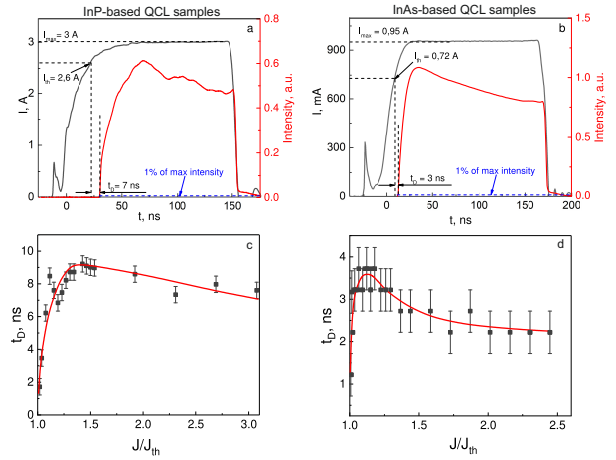 InP-based QCL samples
InAs-based QCL samples
a
I_max = 3 A
I_th = 2,6 A
1% of max intensity
t_D = 7 ns
I, A
0
1
2
3
4
0 50 100 150
t, ns
Intensity, a.u.
0.0
0.2
0.4
0.6
0.8
b
I_max = 0,95 A
I_th = 0,72 A
1% of max intensity
t_D = 3 ns
I, mA
0
300
600
900
0 50 100 150 200
t, ns
Intensity, a.u.
0.0
0.5
1.0
1.5
c
t_D, ns
0
2
4
6
8
10
1.0 1.5 2.0 2.5 3.0
J/J_th
d
t_D, ns
1
2
3
4
5
1.0 1.5 2.0 2.5
J/J_th